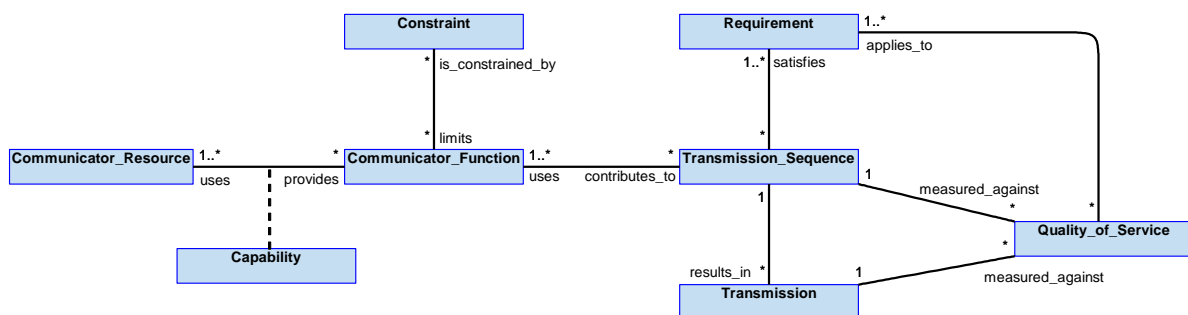 Constraint
Requirement
1..*
applies_to
* is_constrained_by
1..* satisfies
* limits
*
Communicator_Resource
1..*
*
Communicator_Function
1..*
*
Transmission_Sequence
uses
provides
uses
contributes_to
1
1
measured_against
*
*
Quality_of_Service
Capability
*
results_in *
1
measured_against
Transmission